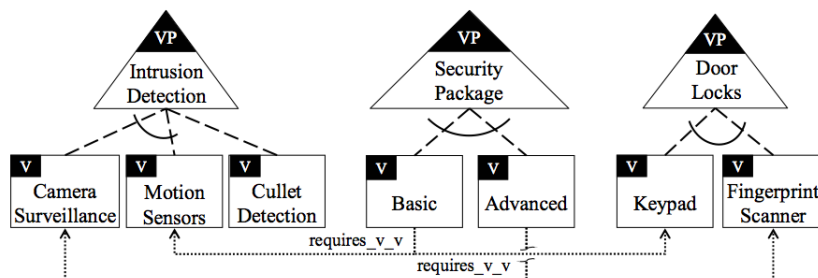 VP
Intrusion
Detection
VP
Security
Package
VP
Door
Locks
V
Camera
Surveillance
V
Motion
Sensors
V
Cullet
Detection
V
Basic
V
Advanced
V
Keypad
V
Fingerprint
Scanner
requires_v_v
requires_v_v